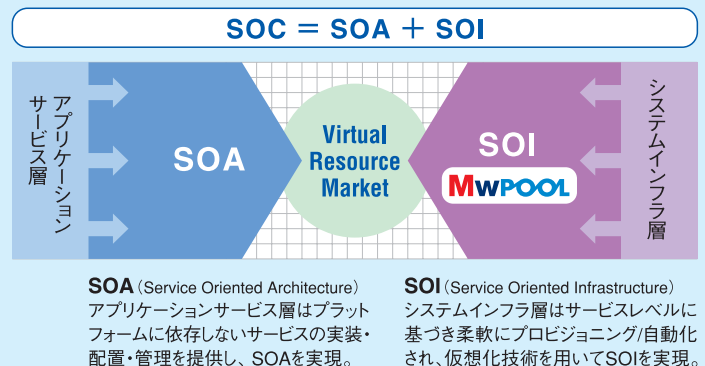 SOC = SOA + SOI
アプリケーション
サービス層
SOA
Virtual
Resource
Market
SOI
MWPOOL
システムインフラ層
SOA(Service Oriented Architecture)
アプリケーションサービス層はプラット
フォームに依存しないサービスの実装・
配置・管理を提供し、SOAを実現。
SOI(Service Oriented Infrastructure)
システムインフラ層はサービスレベルに
基づき柔軟にプロビジョニング/自動化
され、仮想化技術を用いてSOIを実現。